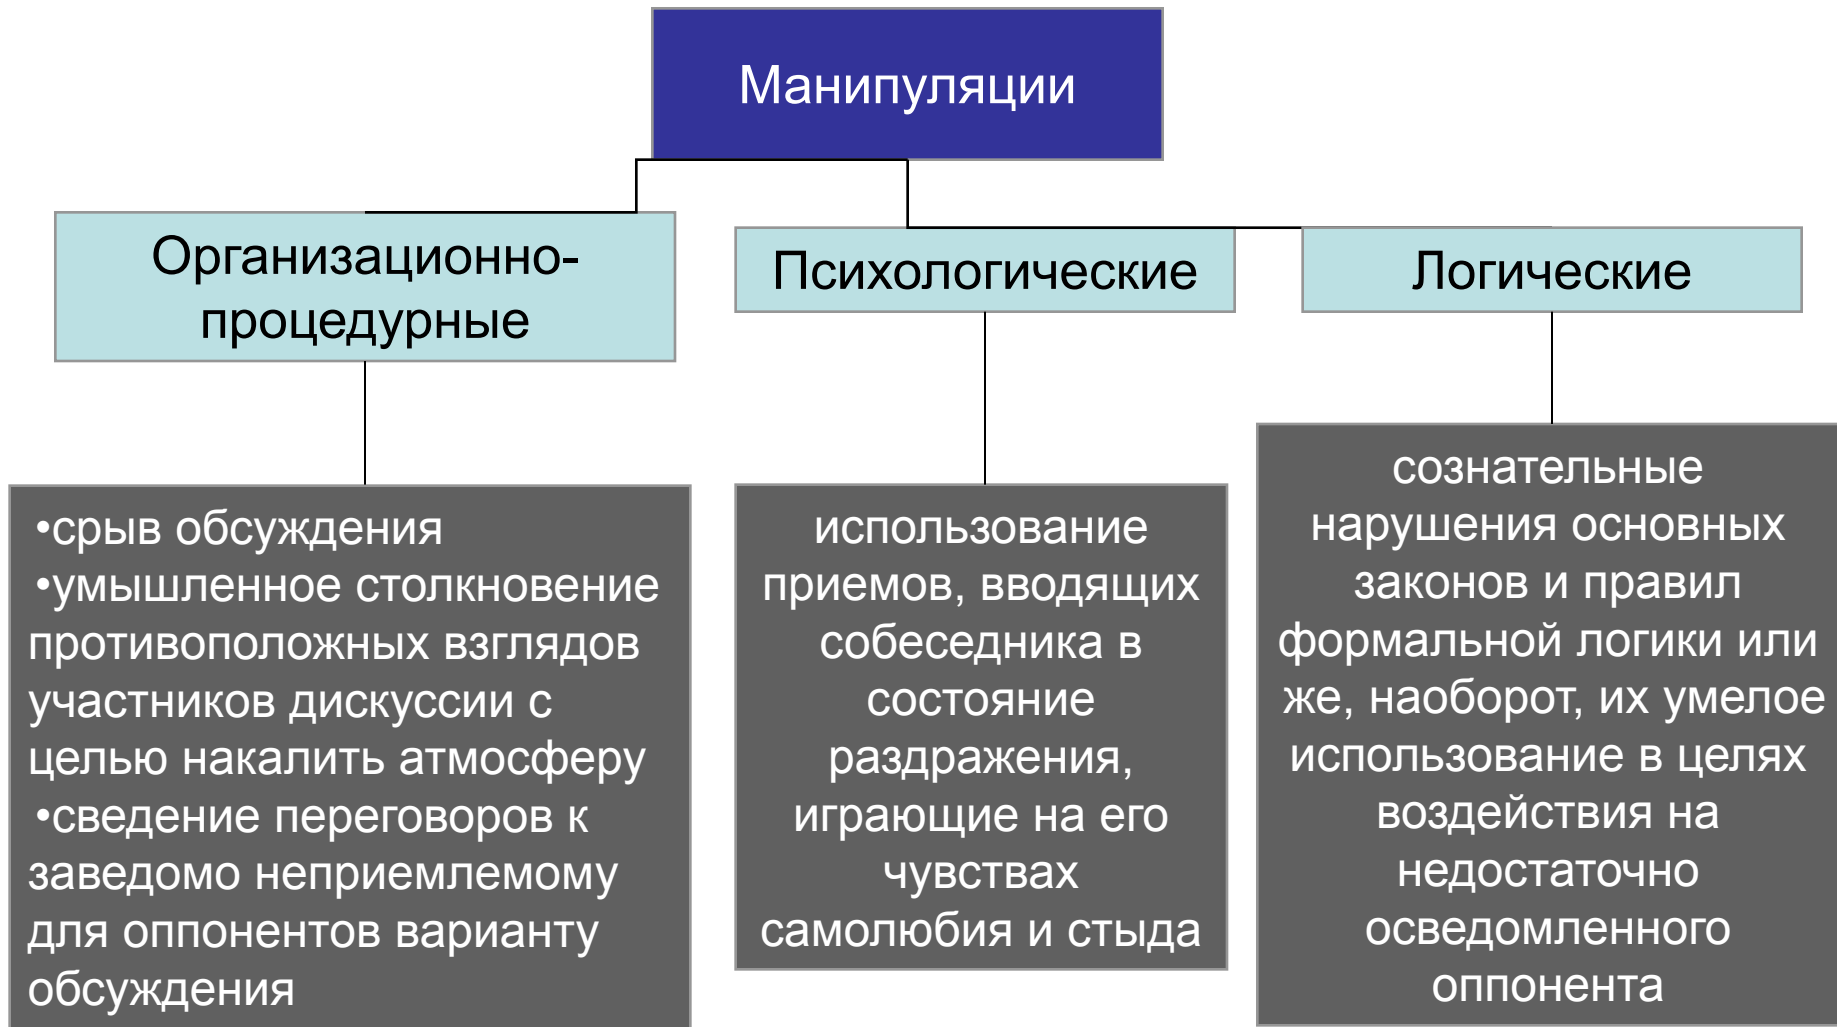 Манипуляции
Организационно-
процедурные
Психологические
Логические
•срыв обсуждения
•умышленное столкновение
противоположных взглядов
участников дискуссии с
целью накалить атмосферу
•сведение переговоров к
заведомо неприемлемому
для оппонентов варианту
обсуждения
использование
приемов, вводящих
собеседника в
состояние
раздражения,
играющие на его
чувствах
самолюбия и стыда
сознательные
нарушения основных
законов и правил
формальной логики или
же, наоборот, их умелое
использование в целях
воздействия на
недостаточно
осведомленного
оппонента